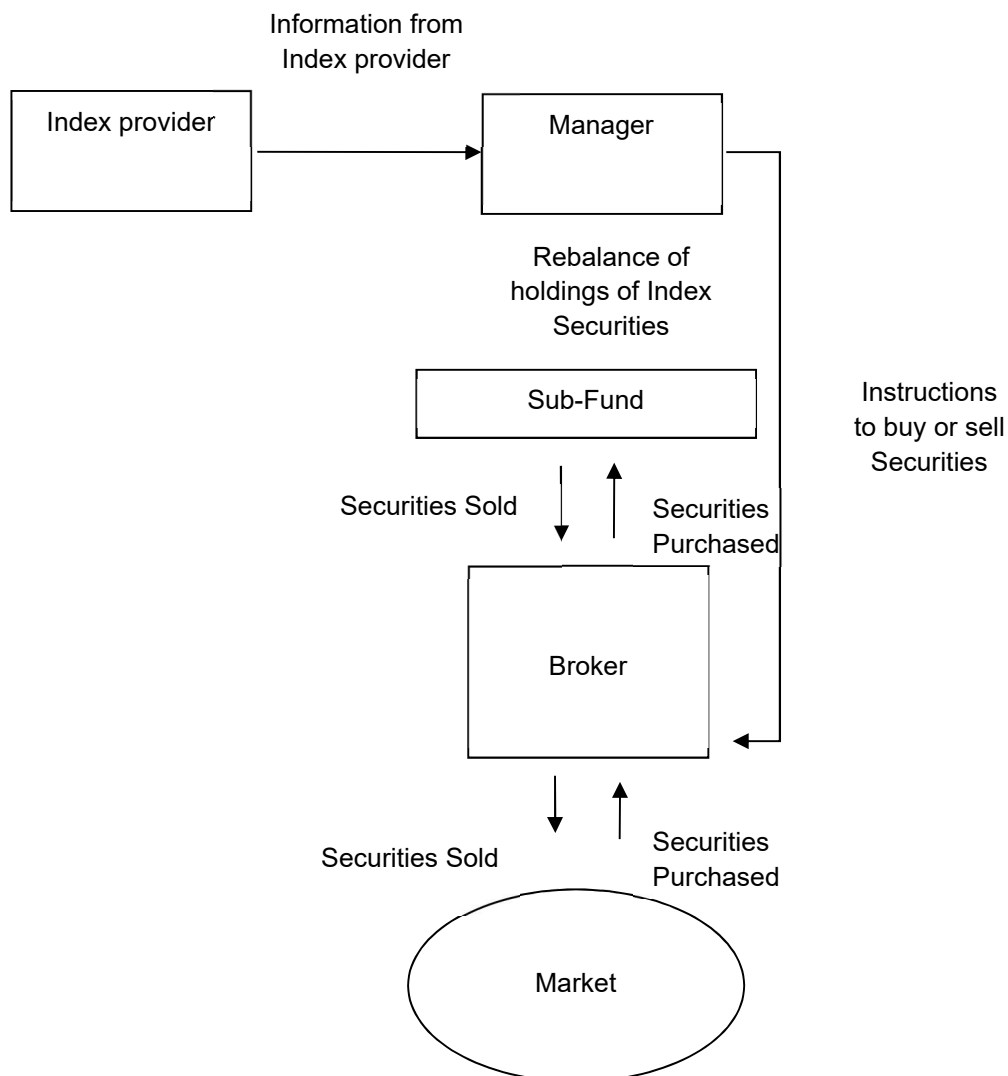 Information from
Index provider
Index provider
Manager
Rebalance of
holdings of Index
Securities
Sub-Fund
Instructions
to buy or sell
Securities
Securities Sold
Securities
Purchased
Broker
Securities Sold
Securities
Purchased
Market